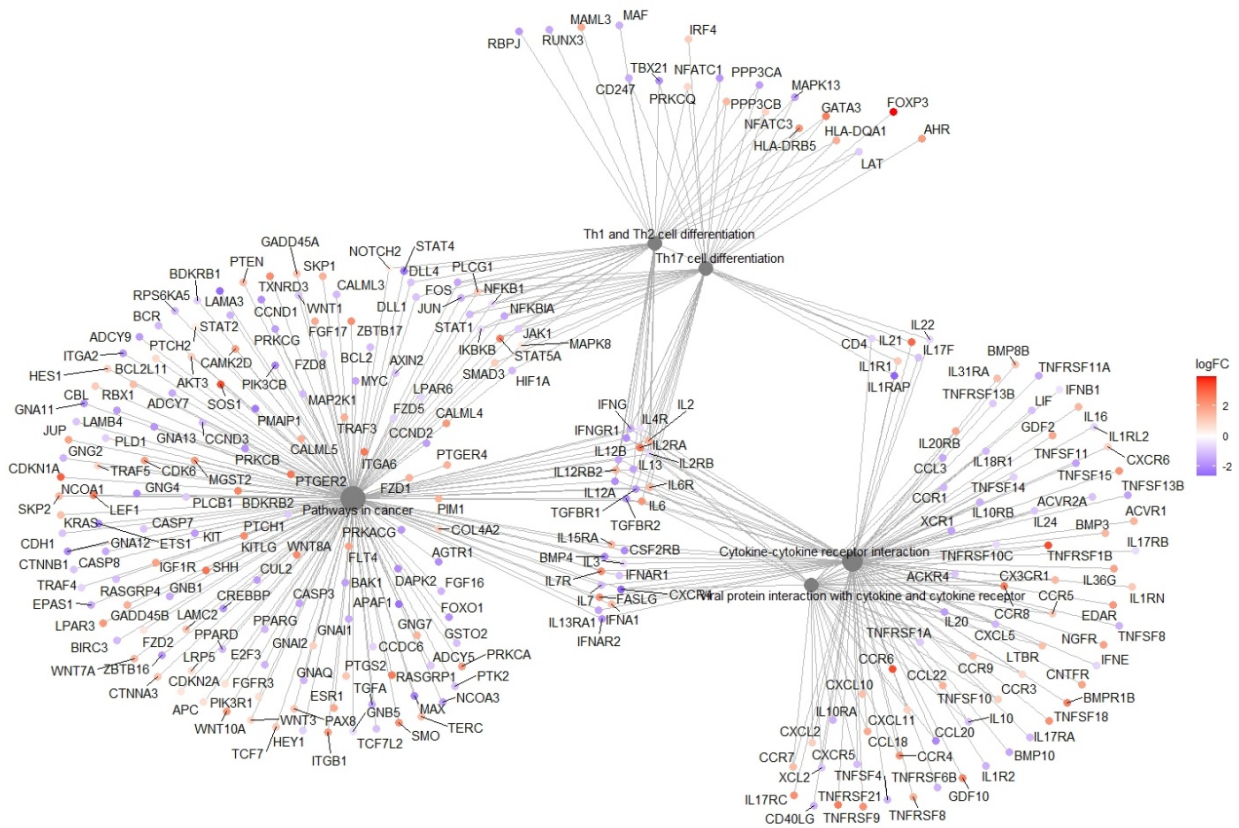 MAML3
MAF
RBPJ
RUNX3
IRF4
TBX21
NFATC1
PPP3CA
CD247
PRKCQ
MAPK13
PPP3CB
GATA3
FOXP3
NFATC3
HLA-DQA1
AHR
HLA-DRB5
LAT
Th1 and Th2 cell differentiation
Th17 cell differentiation
GADD45A
NOTCH2
STAT4
PTEN
SKP1
DLL4
PLCG1
BDKRB1
TXNRD3
CALML3
FOS
NFKB1
RPS6KA5
LAMA3
WNT1
DLL1
JUN
NFKBIA
BCR
CCND1
FGF17
ZBTB17
STAT1
JAK1
ADCY9
STAT2
PRKCG
IKBKB
MAPK8
PTCH2
BCL2
AXIN2
STAT5A
ITGA2
CAMK2D
FZD8
SMAD3
HES1
BCL2L11
PIK3CB
MYC
LPAR6
HIF1A
AKT3
CBL
RBX1
SOS1
MAP2K1
GNA11
ADCY7
PMAIP1
FZD5
CALML4
LAMB4
CCND3
TRAF3
CCND2
JUP
PLD1
GNA13
CALML5
GNG2
PRKCB
ITGA6
PTGER4
TRAF5
CDK6
CDKN1A
MGST2
PTGER2
FZD1
NCOA1
GNG4
PLCB1
BDKRB2
PIM1
SKP2
LEF1
Pathways in cancer
KRAS
CASP7
PTCH1
PRKACG
COL4A2
ETS1
KIT
CDH1
GNA12
KITLG
WNT8A
FLT4
AGTR1
CTNNB1
CASP8
IGF1R
SHH
CUL2
BAK1
DAPK2
FGF16
TRAF4
RASGRP4
GNB1
CREBBP
CASP3
APAF1
FOXO1
EPAS1
GADD45B
LAMC2
PPARG
GNG7
LPAR3
GNAI1
GSTO2
BIRC3
FZD2
PPARD
GNAI2
CCDC6
ADCY5
WNT7A
LRP5
E2F3
PTGS2
PRKCA
ZBTB16
GNAQ
RASGRP1
CTNNA3
CDKN2A
FGFR3
TGFA
PTK2
ESR1
APC
PIK3R1
NCOA3
MAX
WNT10A
WNT3
PAX8
GNB5
TERC
SMO
TCF7
HEY1
TCF7L2
ITGB1
IFNG
IL4R
IL2
IFNGR1
IL2RA
IL12B
IL2RB
IL13
IL12RB2
IL6R
IL12A
TGFBR1
IL6
TGFBR2
IL15RA
CSF2RB
BMP4
IL3
IFNAR1
IL7R
CXCR4
IL7
FASLG
IFNA1
IL13RA1
IFNAR2
CD4
IL21
IL22
IL17F
IL1R1
IL1RAP
BMP8B
IL31RA
TNFRSF11A
TNFRSF13B
IFNB1
LIF
IL16
GDF2
IL20RB
IL1RL2
TNFSF11
CXCR6
CCL3
IL18R1
TNFSF15
CCR1
TNFSF14
TNFSF13B
ACVR2A
XCR1
IL10RB
ACVR1
IL24
BMP3
IL17RB
Cytokine-cytokine receptor interaction
TNFRSF10C
TNFRSF1B
ACKR4
CX3CR1
IL36G
Viral protein interaction with cytokine and cytokine receptor
CCR5
IL1RN
CCR8
EDAR
IL20
TNFSF8
CXCL5
NGFR
TNFRSF1A
LTBR
IFNE
CCR6
CCR9
CNTFR
CCL22
CCR3
CXCL10
BMPR1B
TNFSF10
IL10RA
CXCL11
TNFSF18
IL10
CXCL2
CCL20
IL17RA
CXCR5
CCL18
CCR7
CCR4
BMP10
XCL2
TNFSF4
IL1R2
TNFRSF6B
IL17RC
TNFRSF21
GDF10
CD40LG
TNFRSF9
TNFRSF8
logFC
2
0
-2